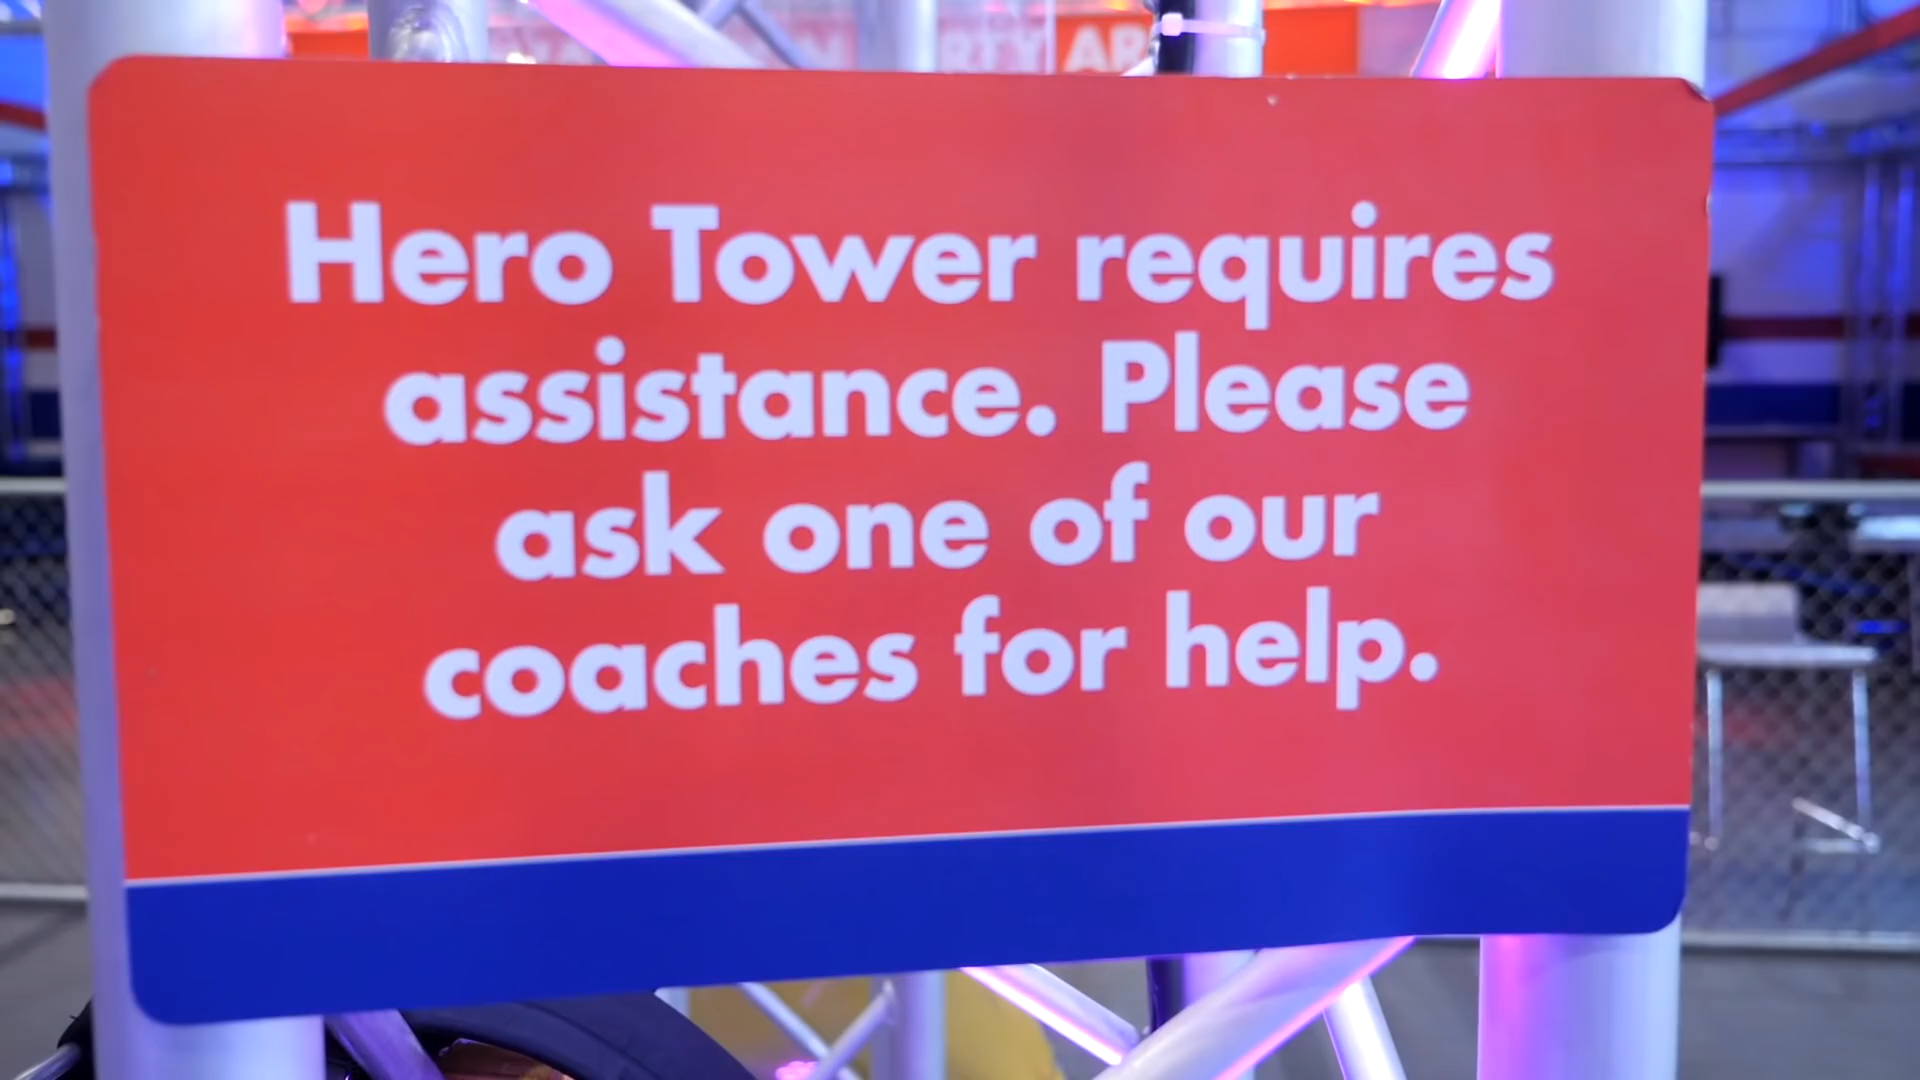 Hero Tower requires
assistance. Please
ask one of our
coaches for help.